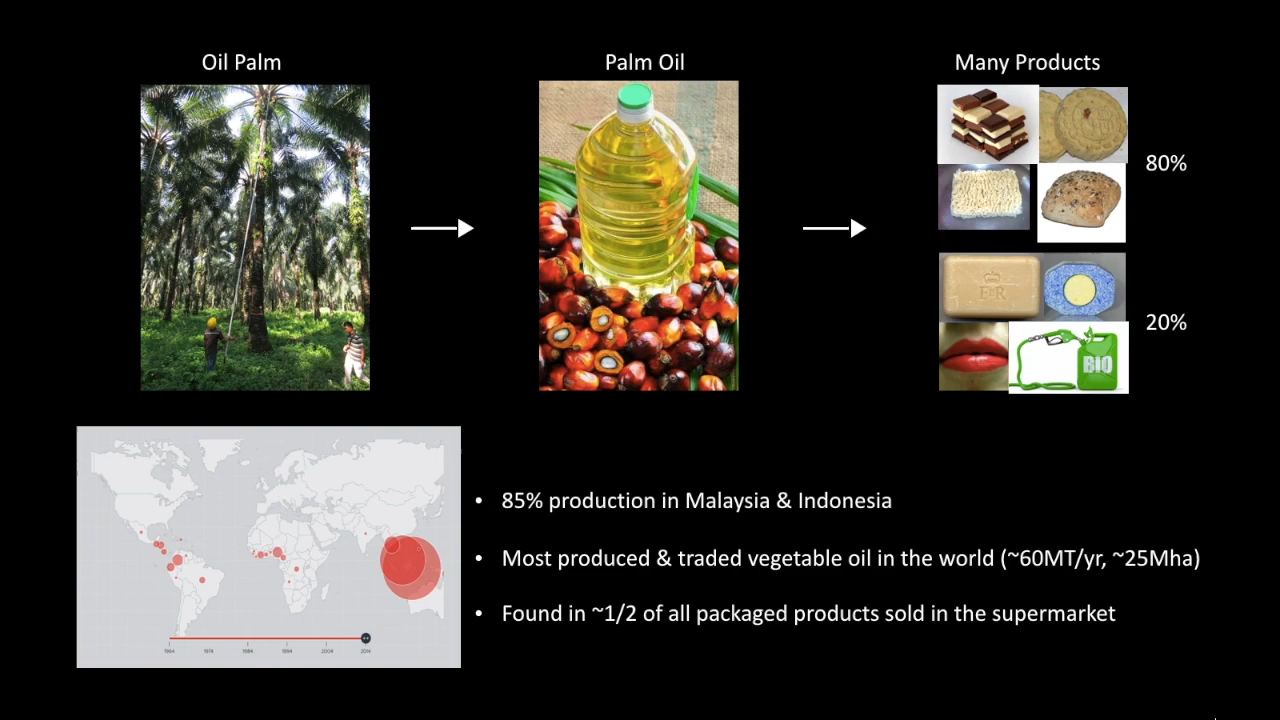 Oil Palm
Palm Oil
Many Products
80%
E R
20%
BIO
• 85% production in Malaysia & Indonesia
• Most produced & traded vegetable oil in the world (~60MT/yr, ~25Mha)
• Found in ~1/2 of all packaged products sold in the supermarket
1964 1974 1984 1994 2004 2014